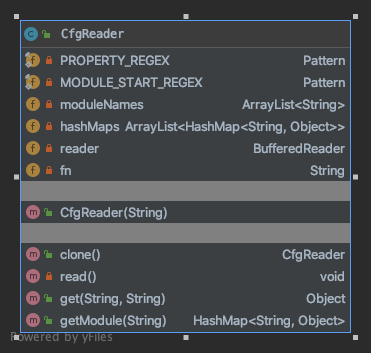 CfgReader
PROPERTY_REGEX Pattern
MODULE_START_REGEX Pattern
moduleNames ArrayList<String>
hashMaps ArrayList<HashMap<String, Object>>
reader BufferedReader
fn String
CfgReader(String)
clone() CfgReader
read() void
get(String, String) Object
getModule(String) HashMap<String, Object>
Powered by yFiles